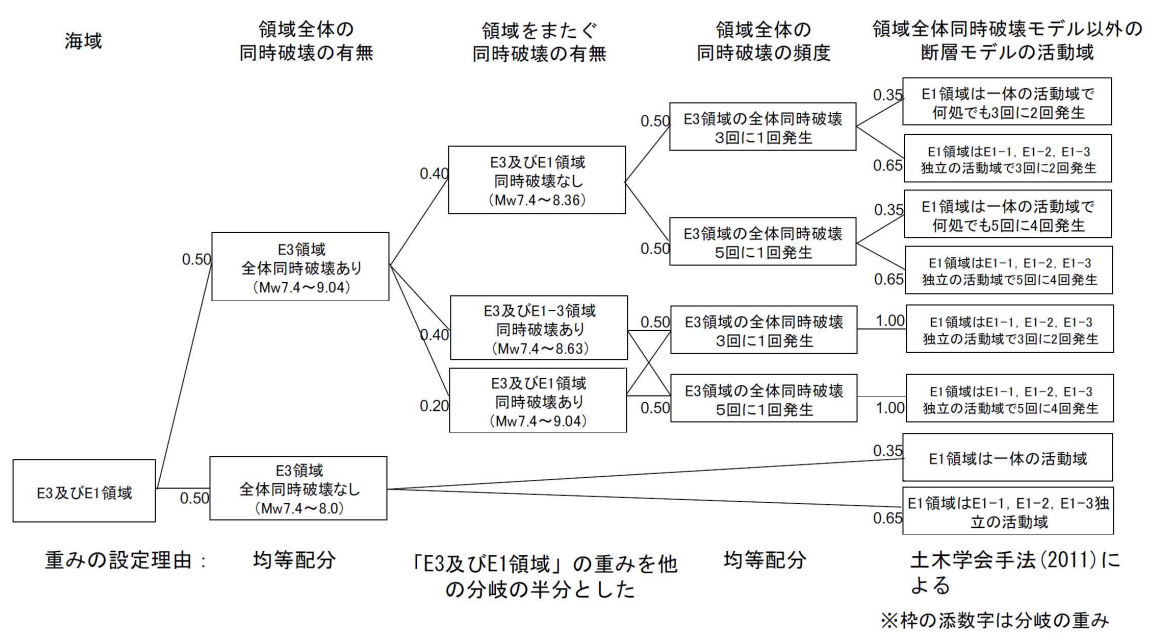 海域
領域全体の
同時破壊の有無
領域をまたぐ
同時破壊の有無
領域全体の
同時破壊の頻度
領域全体同時破壊モデル以外の
断層モデルの活動域
E3及びE1領域
0.50
E3領域
全体同時破壊あり
(Mw7.4～9.04)
0.50
E3領域
全体同時破壊なし
(Mw7.4～8.0)
0.40
E3及びE1領域
同時破壊なし
(Mw7.4～8.36)
0.40
E3及びE1-3領域
同時破壊あり
(Mw7.4～8.63)
0.20
E3及びE1領域
同時破壊あり
(Mw7.4～9.04)
0.50
E3領域の全体同時破壊
3回に1回発生
0.50
E3領域の全体同時破壊
5回に1回発生
0.50
E3領域の全体同時破壊
3回に1回発生
0.50
E3領域の全体同時破壊
5回に1回発生
0.35
E1領域は一体の活動域で
何処でも3回に2回発生
0.65
E1領域はE1-1, E1-2, E1-3
独立の活動域で3回に2回発生
0.35
E1領域は一体の活動域で
何処でも5回に4回発生
0.65
E1領域はE1-1, E1-2, E1-3
独立の活動域で5回に4回発生
1.00
E1領域はE1-1, E1-2, E1-3
独立の活動域で3回に2回発生
1.00
E1領域はE1-1, E1-2, E1-3
独立の活動域で5回に4回発生
0.35
E1領域は一体の活動域
0.65
E1領域はE1-1, E1-2, E1-3独
立の活動域
重みの設定理由：
均等配分
「E3及びE1領域」の重みを他
の分岐の半分とした
均等配分
土木学会手法(2011)に
よる
※枠の添数字は分岐の重み